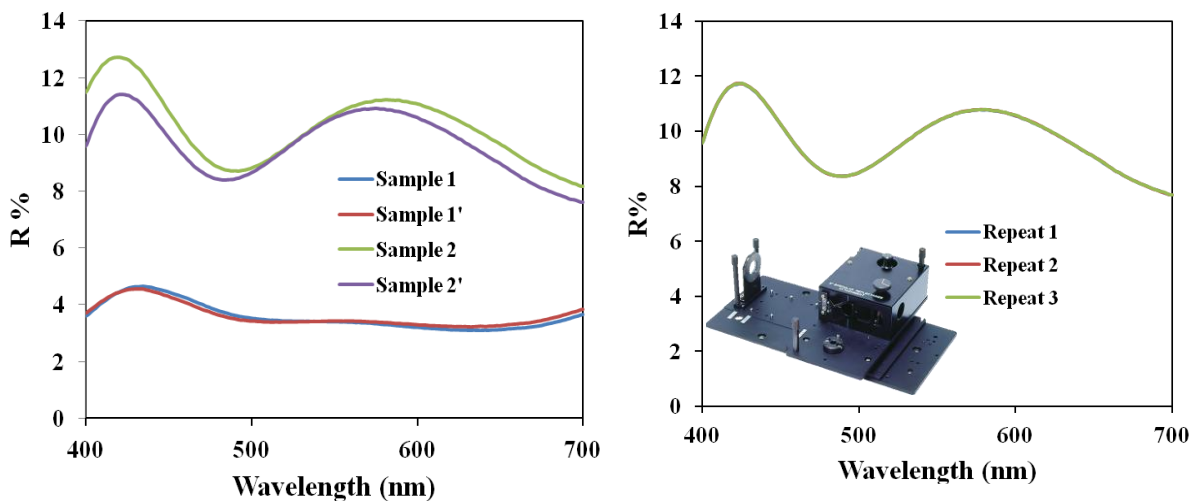 14
12
10
8
6
4
2
0
R %
400
500
600
700
Wavelength (nm)
Sample 1
Sample 1'
Sample 2
Sample 2'
14
12
10
8
6
4
2
0
R%
400
500
600
700
Wavelength (nm)
Repeat 1
Repeat 2
Repeat 3